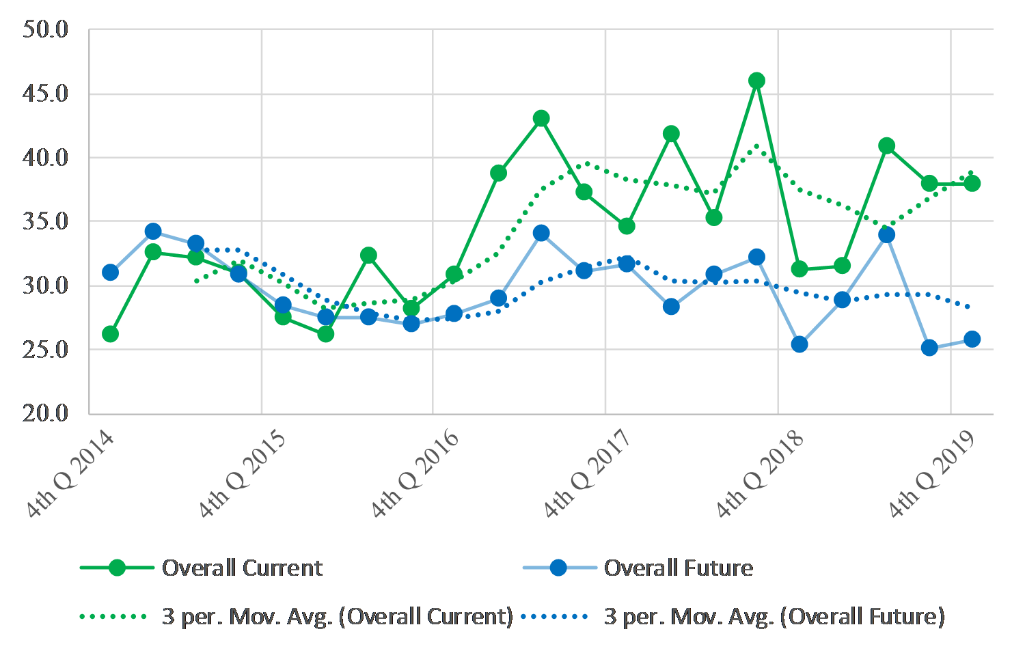 50.0
45.0
40.0
35.0
30.0
25.0
20.0
4th Q 2014
4th Q 2015
4th Q 2016
4th Q 2017
4th Q 2018
4th Q 2019
Overall Current
Overall Future
3 per. Mov. Avg. (Overall Current)
3 per. Mov. Avg. (Overall Future)